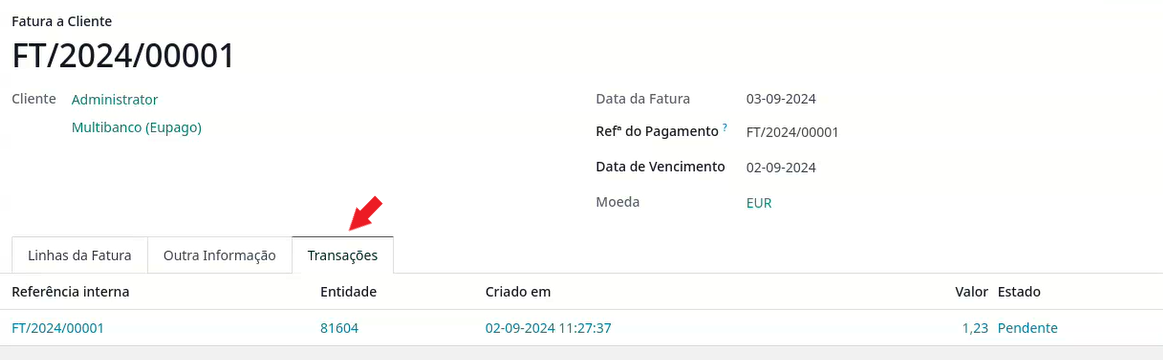 Fatura a Cliente
FT/2024/00001
Cliente Administrator
Multibanco (Eupago)
Data da Fatura 03-09-2024
Refª do Pagamento ? FT/2024/00001
Data de Vencimento 02-09-2024
Moeda EUR
Linhas da Fatura Outra Informação Transações
Referência interna Entidade Criado em Valor Estado
FT/2024/00001 81604 02-09-2024 11:27:37 1,23 Pendente